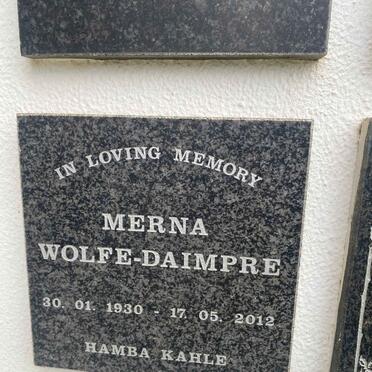 IN LOVING MEMORY
MERNA
WOLFE-DAIMPRE
30. 01. 1930 - 17. 05. 2012
HAMBA KAHLE